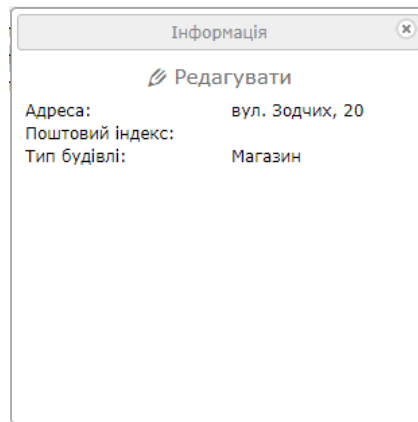 Інформація
Редагувати
Адреса: вул. Зодчих, 20
Поштовий індекс:
Тип будівлі: Магазин